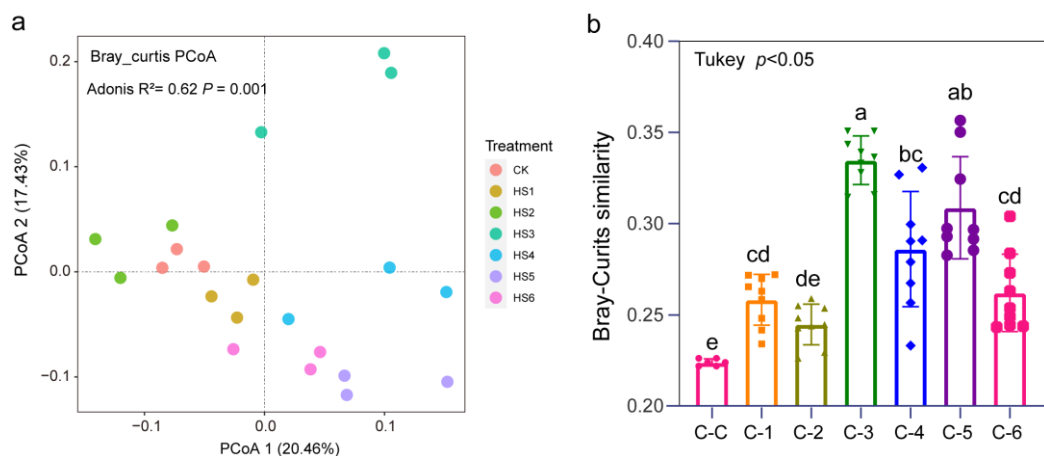 a
Bray_curtis PCoA
Adonis R²= 0.62 P = 0.001
PCoA 2 (17.43%)
0.2
0.1
0.0
−0.1
−0.1
0.0
0.1
PCoA 1 (20.46%)
Treatment
CK
HS1
HS2
HS3
HS4
HS5
HS6
b
Tukey p<0.05
Bray-Curits similarity
0.40
0.35
0.30
0.25
0.20
e
cd
de
a
bc
ab
cd
C-C
C-1
C-2
C-3
C-4
C-5
C-6